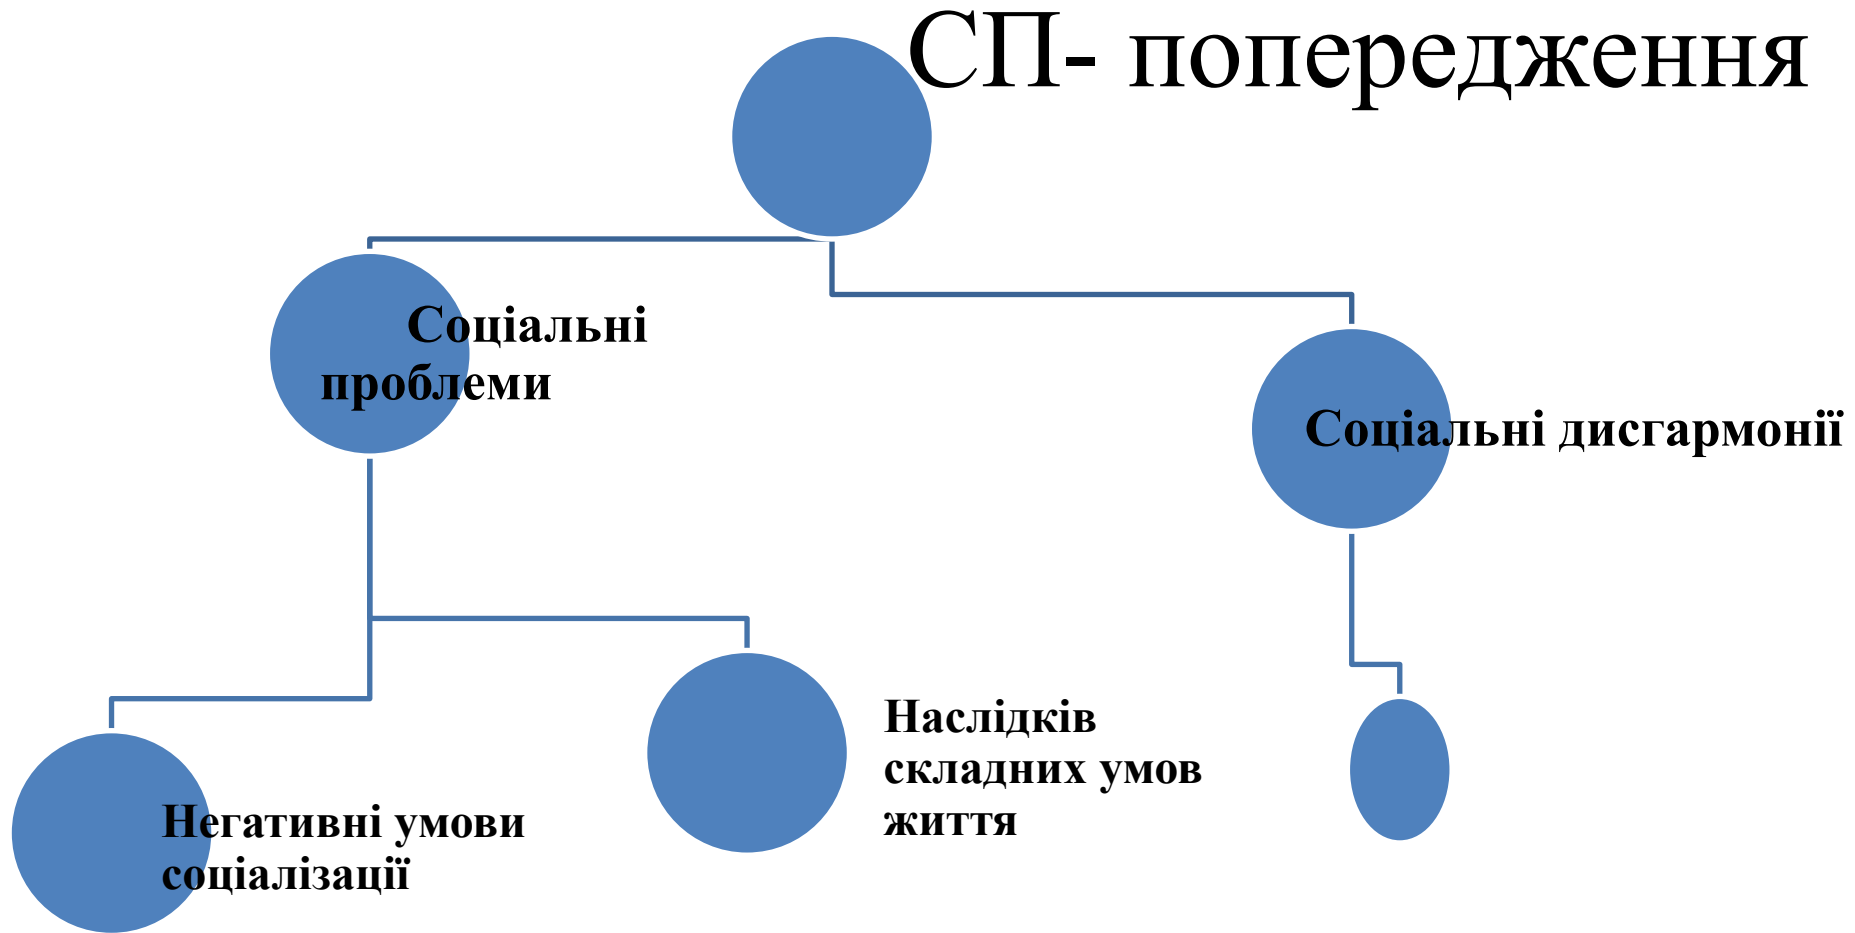 СП- попередження
Соціальні
проблеми
Соціальні дисгармонії
Наслідків
складних умов
життя
Негативні умови
соціалізації